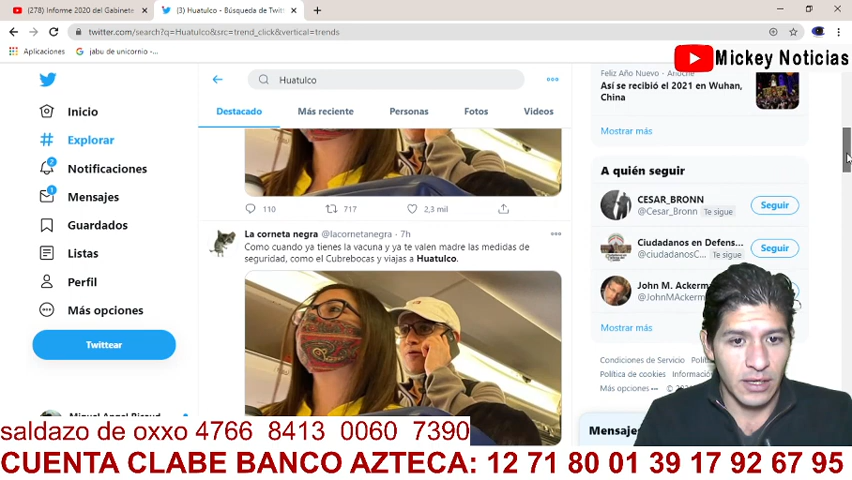 (278) Informe 2020 del Gabinete
(3) Huatulco - Búsqueda de Twitt
twitter.com/search?q=Huatulco&src=trend_click&vertical=trends
Aplicaciones
jabu de unicornio -...
Mickey Noticias
Huatulco
Inicio
Explorar
2 Notificaciones
1 Mensajes
Guardados
Listas
Perfil
Más opciones
Twittear
Destacado
Más reciente
Personas
Fotos
Videos
110
717
2,3 mil
La corneta negra @lacornetanegra · 7h
Como cuando ya tienes la vacuna y ya te valen madre las medidas de
seguridad, como el Cubrebocas y viajas a Huatulco.
Feliz Año Nuevo · Anoche
Así se recibió el 2021 en Wuhan,
China
Mostrar más
A quién seguir
CESAR_BRONN
@Cesar_Bronn Te sigue
Seguir
Ciudadanos en Defens...
@ciudadanosC... Te sigue
Seguir
John M. Ackerm
@JohnMAckerm
Mostrar más
Condiciones de Servicio
Política de cookies
Más opciones
Mensajes
saldazo de oxxo 4766 8413 0060 7390
CUENTA CLABE BANCO AZTECA: 12 71 80 01 39 17 92 67 95